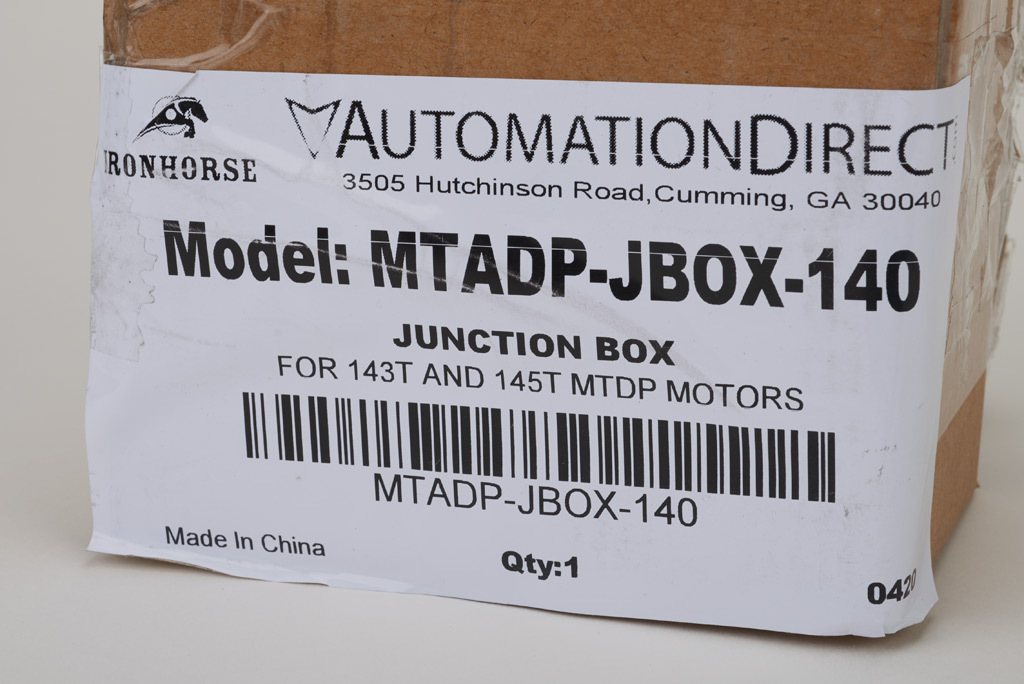 IRONHORSE
AUTOMATIONDIRECT
3505 Hutchinson Road, Cumming, GA 30040
Model: MTADP-JBOX-140
JUNCTION BOX
FOR 143T AND 145T MTDP MOTORS
MTADP-JBOX-140
Made In China
Qty:1
0420